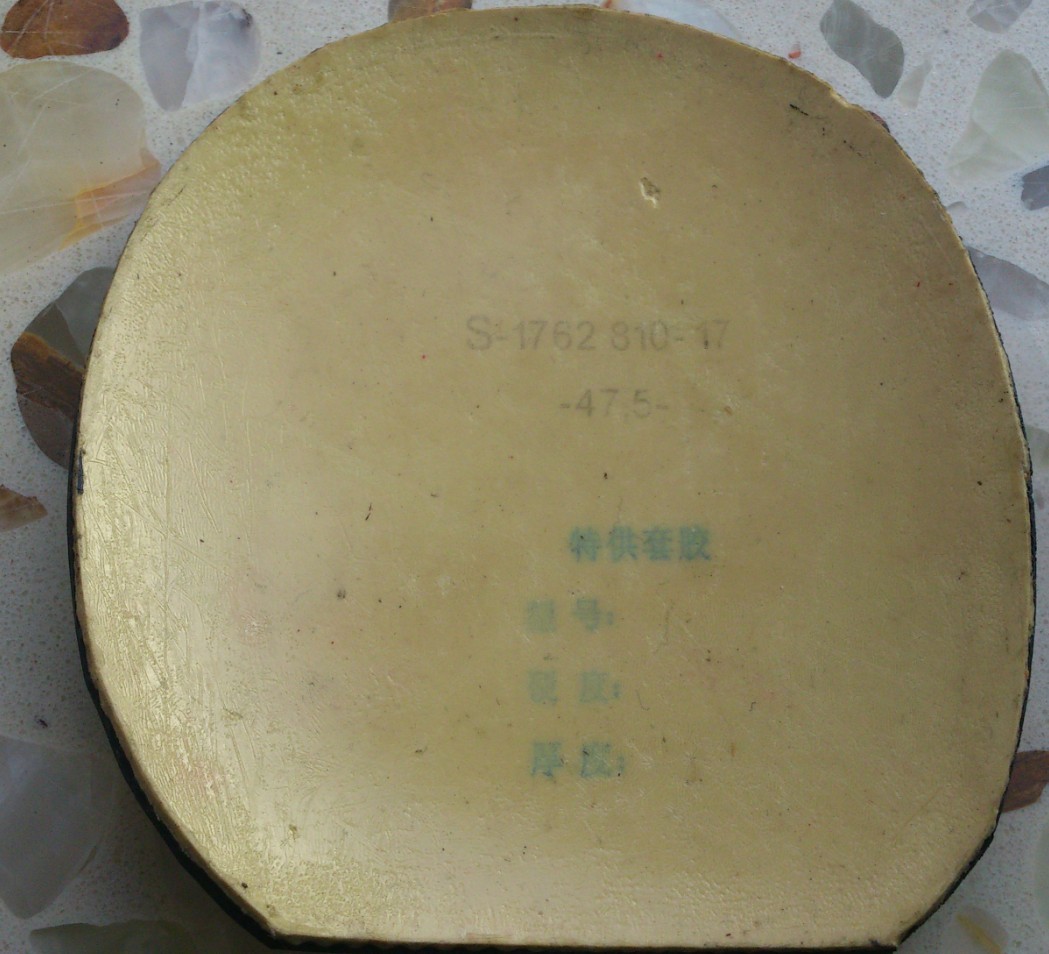 S-1762 810-17
-47.5-
特供套胶
型 号:
硬 度:
厚 度: